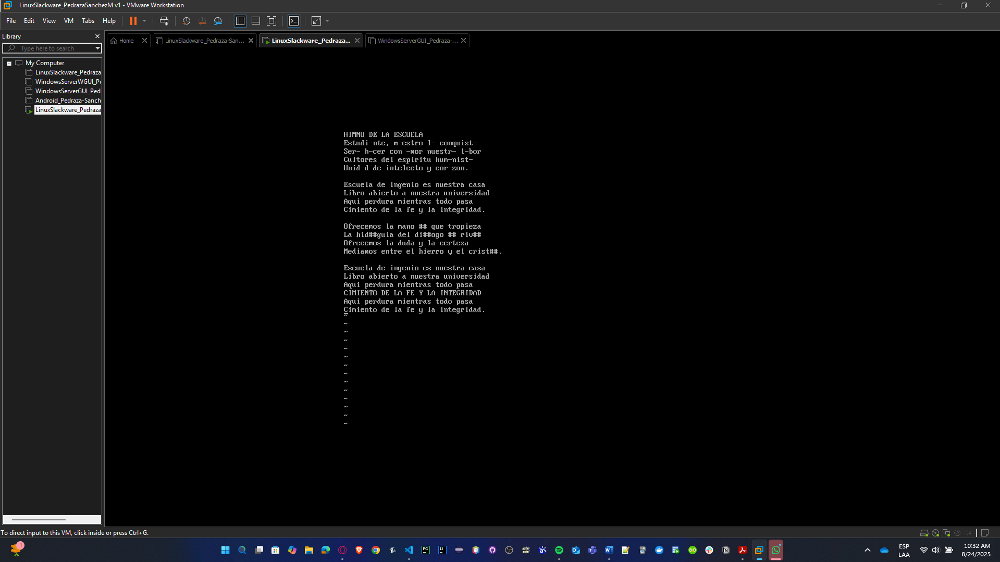 LinuxSlackware_PedrazaSanchezM v1 - VMware Workstation
File Edit View VM Tabs Help
Library
Type here to search
My Computer
LinuxSlackware_Pedraza
WindowsServerWGUI_Pe
WindowsServerGUI_Ped
Android_Pedraza-Sanch
LinuxSlackware_Pedraza
Home
LinuxSlackware_Pedraza-San...
LinuxSlackware_Pedraza...
WindowsServerGUI_Pedraza-...
HIMNO DE LA ESCUELA
Estudi-nte, m-estro l- conquist-
Ser- h-cer con -mor nuestr- l-bor
Cultores del espiritu hum-nist-
Unid-d de intelecto y cor-zon.
Escuela de ingenio es nuestra casa
Libro abierto a nuestra universidad
Aqui perdura mientras todo pasa
Cimiento de la fe y la integridad.
Ofrecemos la mano ## que tropieza
La hid##guia del di##ogo ## riv##
Ofrecemos la duda y la certeza
Mediamos entre el hierro y el crist##.
Escuela de ingenio es nuestra casa
Libro abierto a nuestra universidad
Aqui perdura mientras todo pasa
CIMIENTO DE LA FE Y LA INTEGRIDAD
Aqui perdura mientras todo pasa
Cimiento de la fe y la integridad.
~
~
~
~
~
~
~
~
~
~
~
~
~
~
To direct input to this VM, click inside or press Ctrl+G.
1
ESP
LAA
10:32 AM
8/24/2025